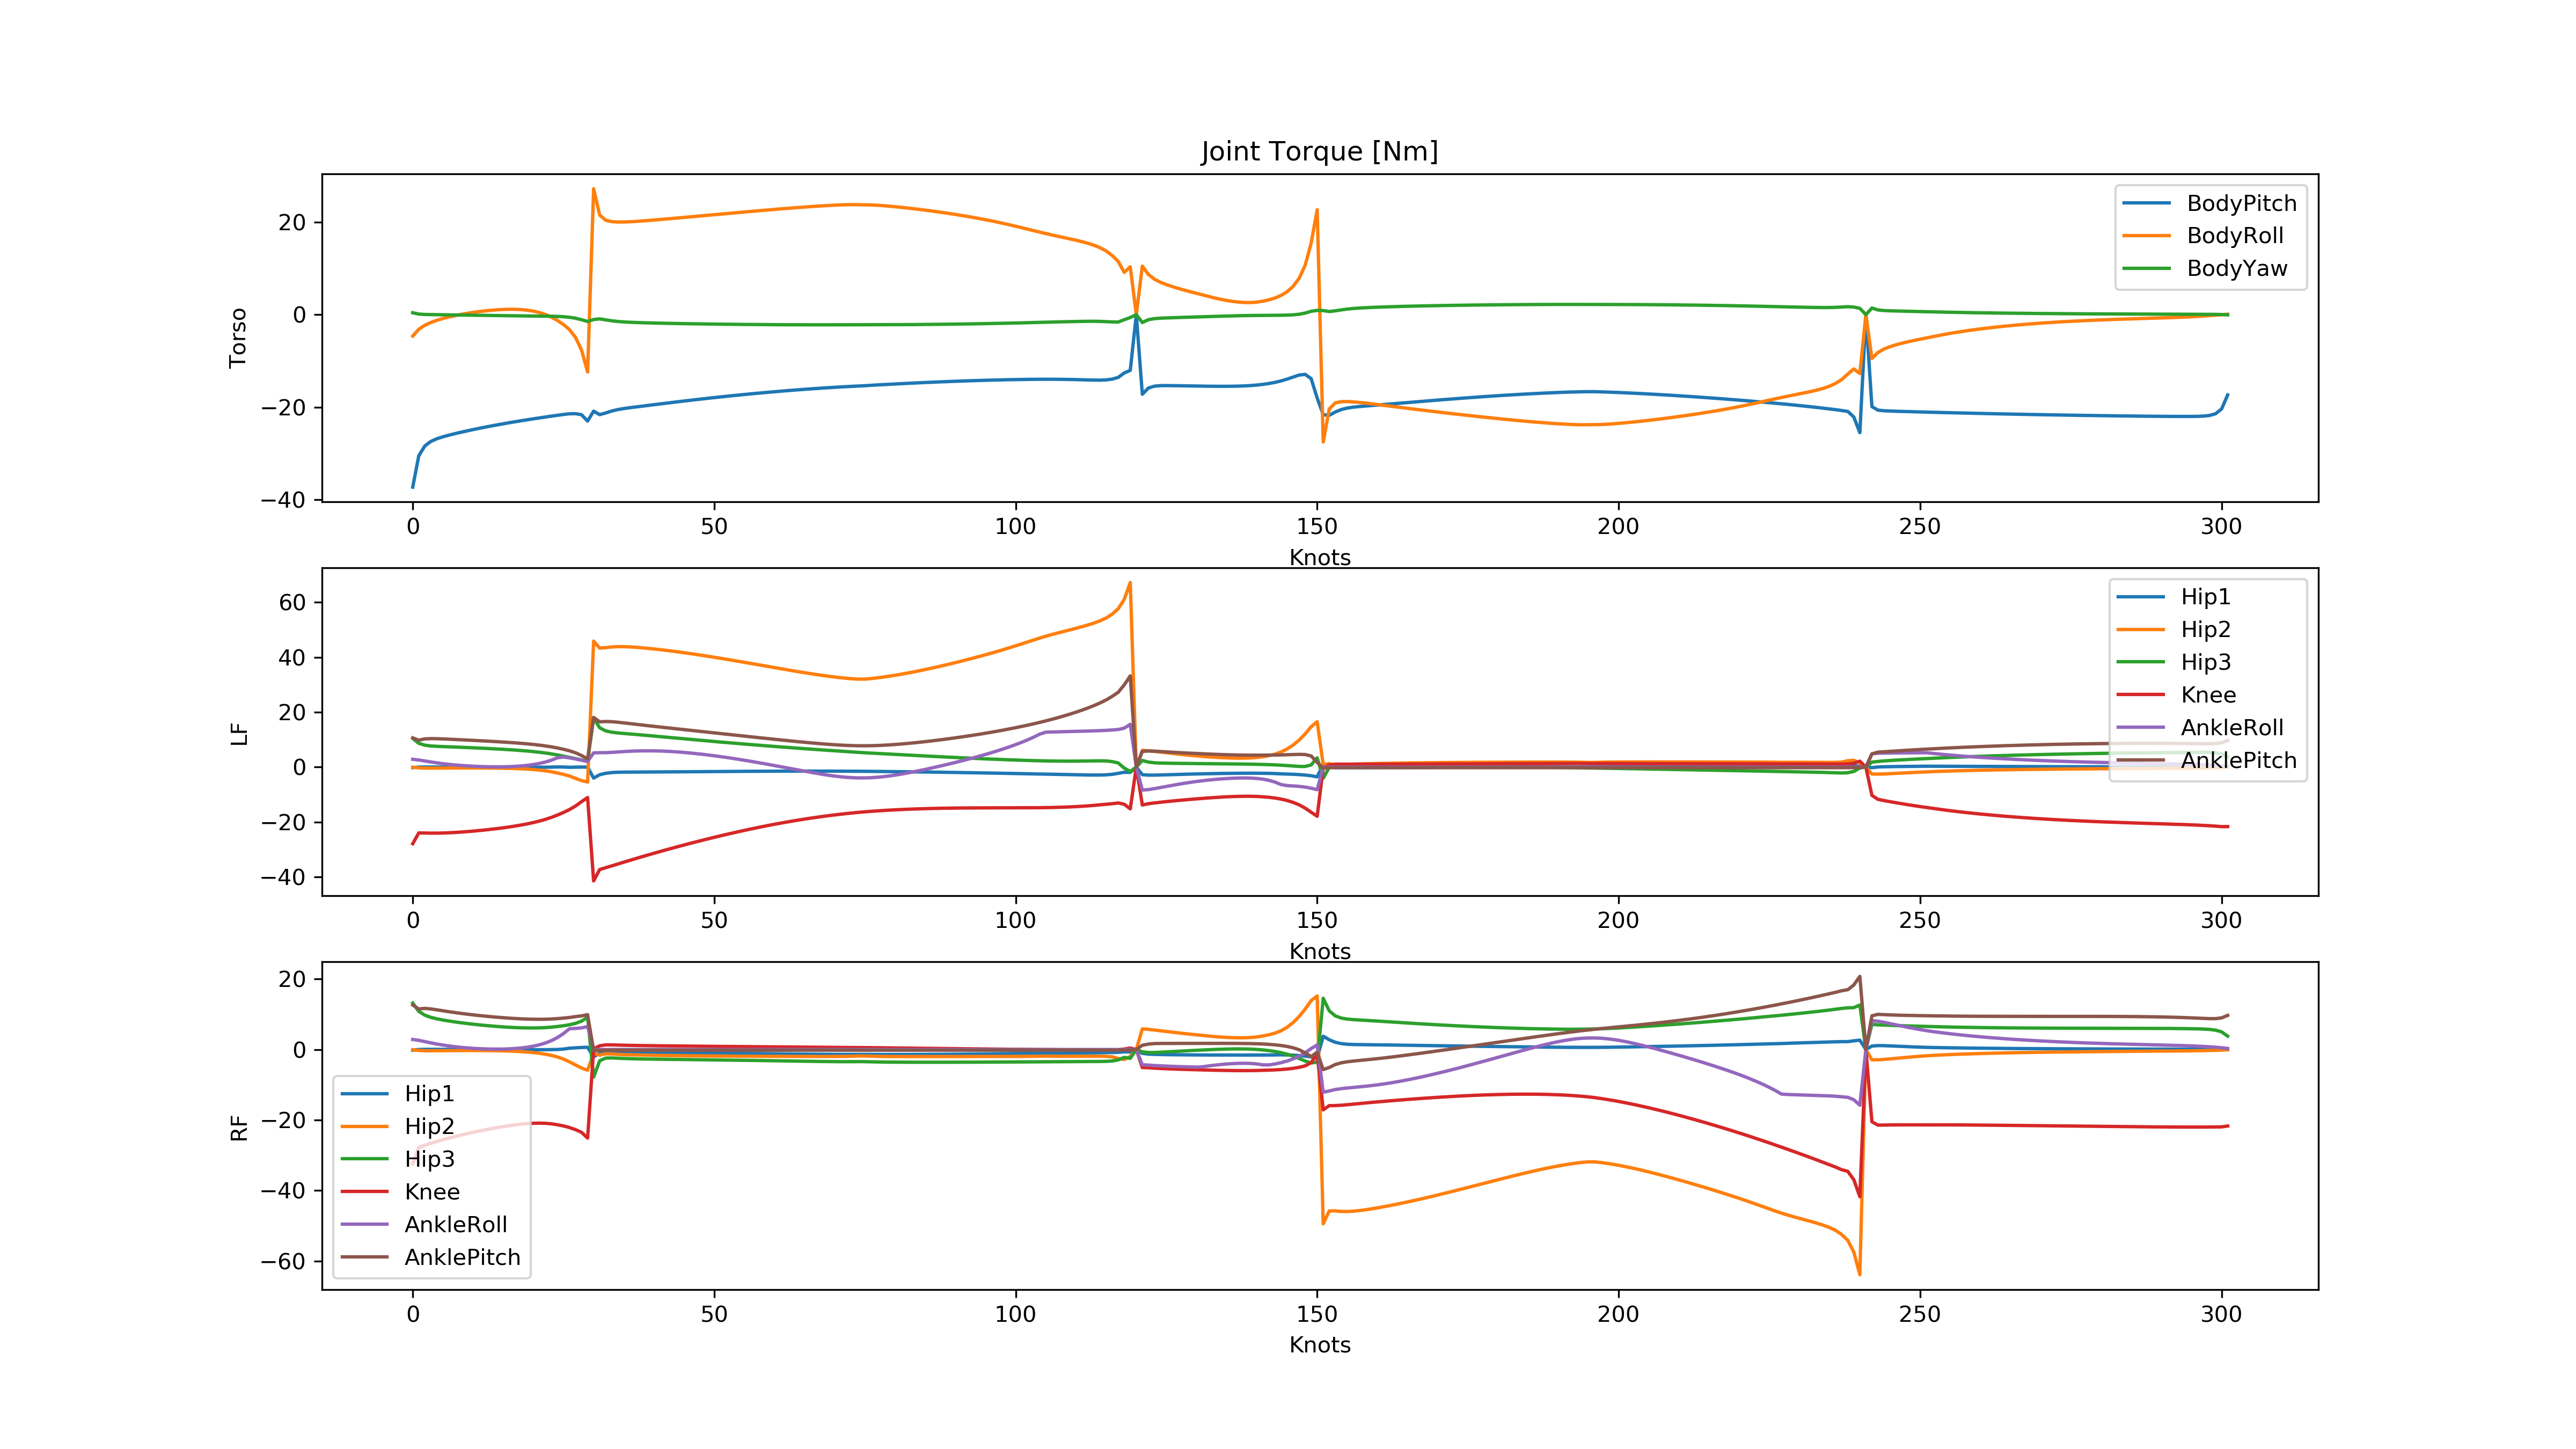 Joint Torque [Nm]
Torso
20
0
−20
−40
BodyPitch
BodyRoll
BodyYaw
0 50 100 150 200 250 300
Knots
LF
60
40
20
0
−20
−40
Hip1
Hip2
Hip3
Knee
AnkleRoll
AnklePitch
0 50 100 150 200 250 300
Knots
RF
20
0
−20
−40
−60
Hip1
Hip2
Hip3
Knee
AnkleRoll
AnklePitch
0 50 100 150 200 250 300
Knots